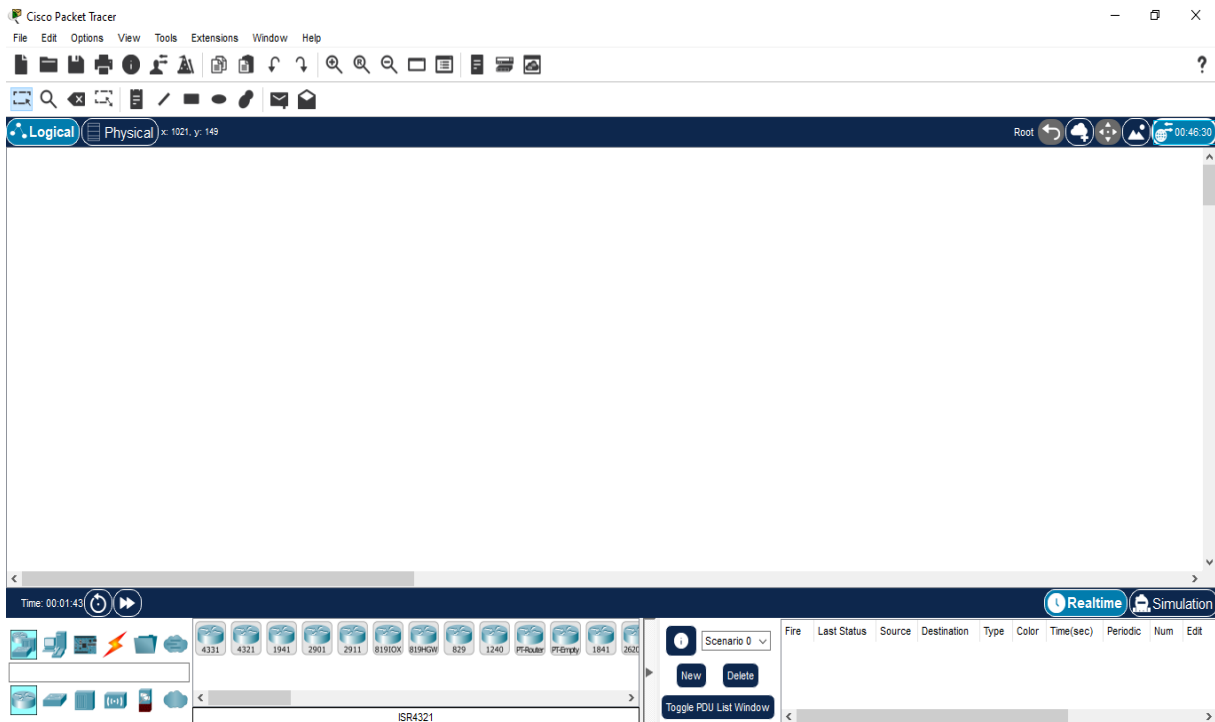 Cisco Packet Tracer
File Edit Options View Tools Extensions Window Help
?
Logical Physical x: 1021, y: 149 Root 00:46:30
Time: 00:01:43 Realtime Simulation
4331 4321 1941 2901 2911 819IOX 819HGW 829 1240 PT-Router PT-Empty 1841 2620
ISR4321
Scenario 0
New Delete
Toggle PDU List Window
Fire Last Status Source Destination Type Color Time(sec) Periodic Num Edit